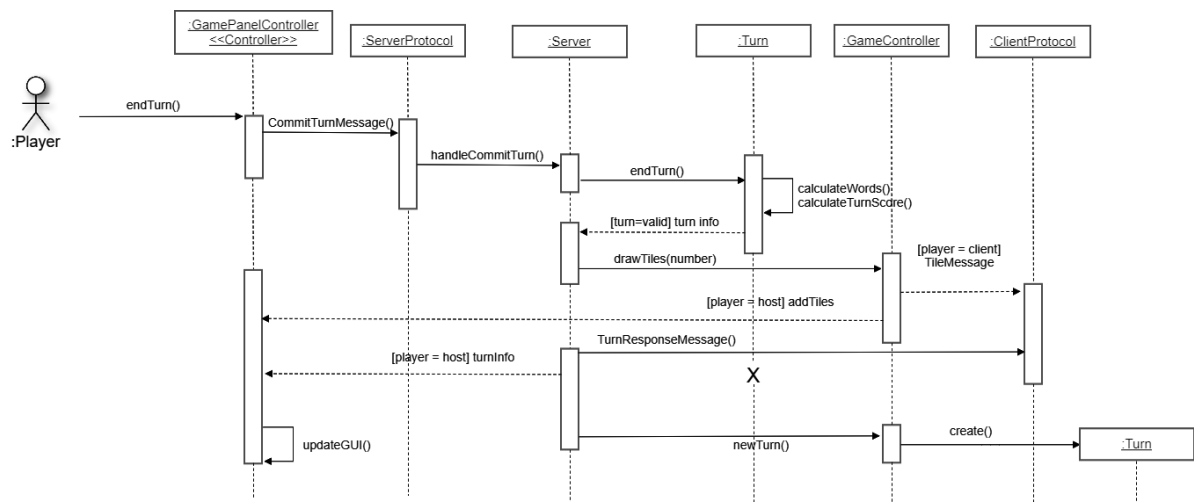 :GamePanelController
<<Controller>>
:ServerProtocol
:Server
:Turn
:GameController
:ClientProtocol
:Player
endTurn()
CommitTurnMessage()
handleCommitTurn()
endTurn()
calculateWords()
calculateTurnScore()
[turn=valid] turn info
drawTiles(number)
[player = client]
TileMessage
[player = host] addTiles
TurnResponseMessage()
[player = host] turnInfo
X
updateGUI()
newTurn()
create()
:Turn